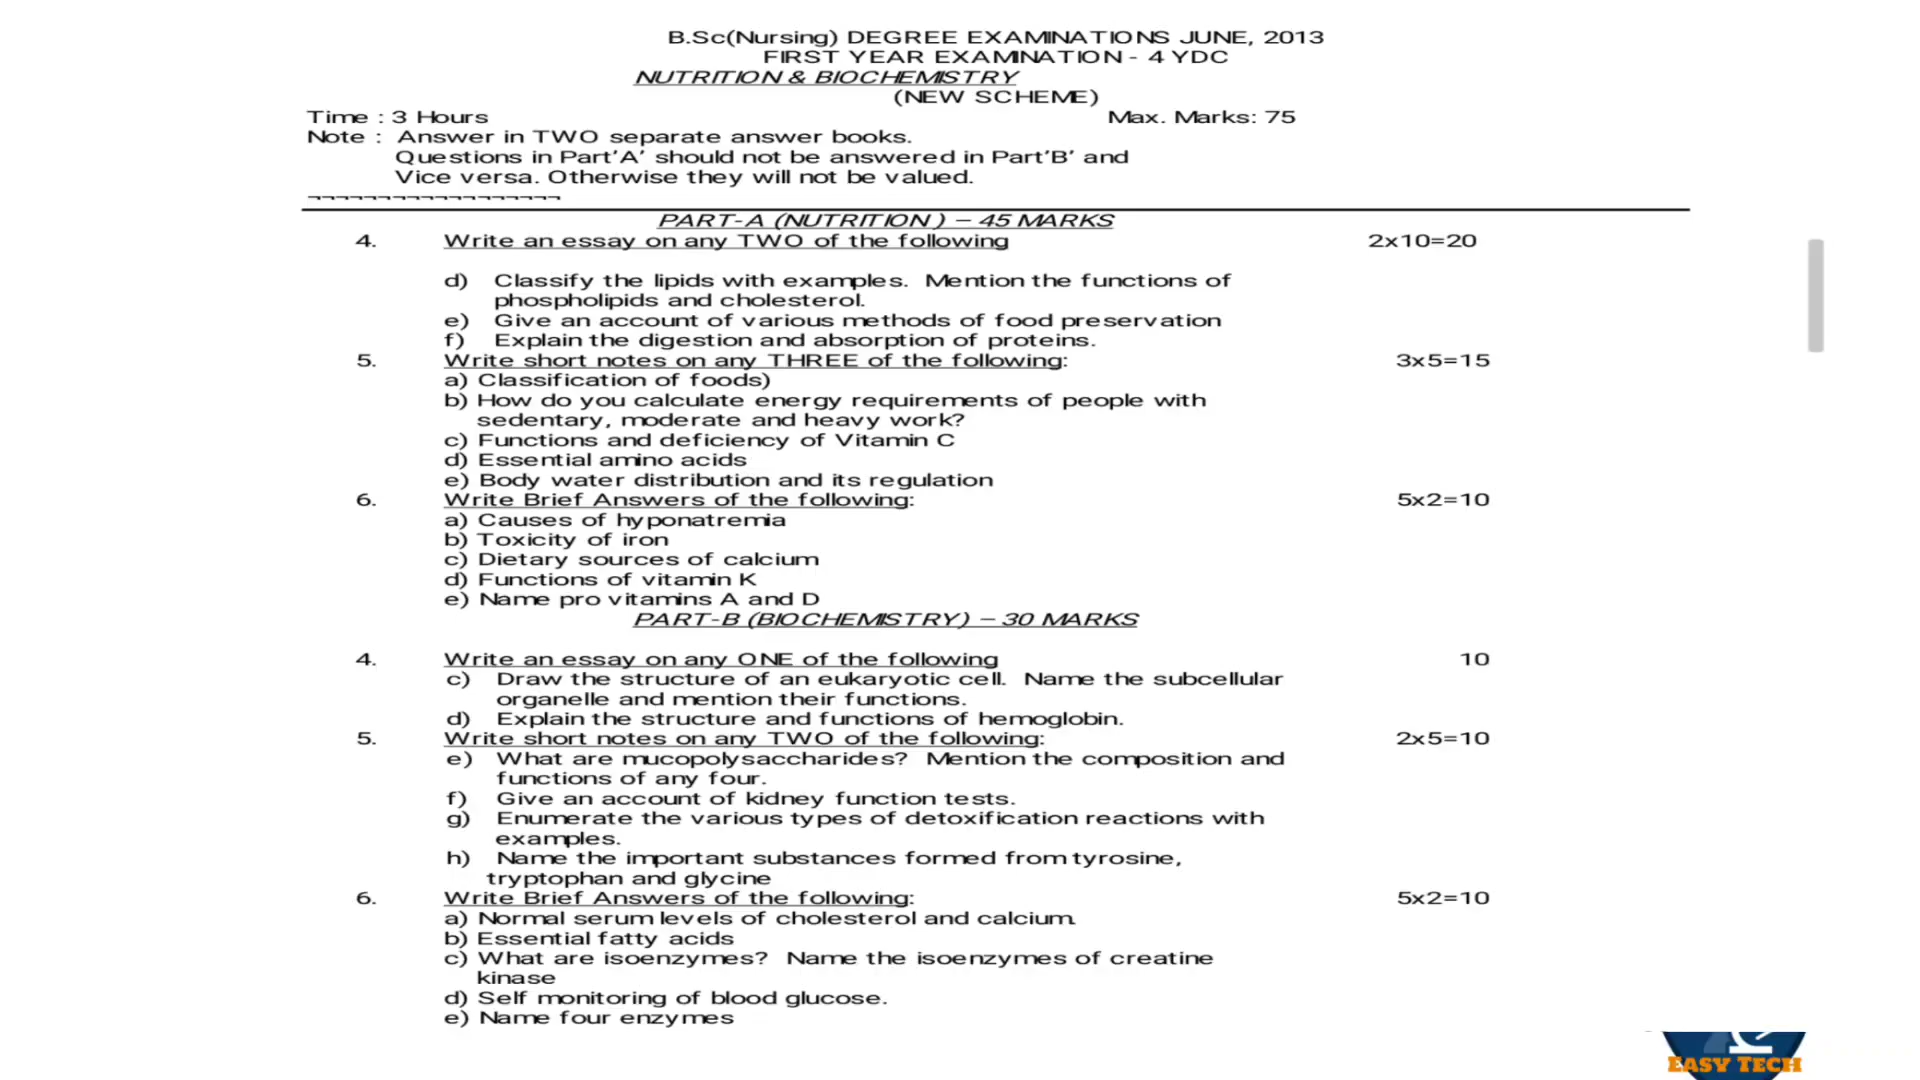 B.Sc(Nursing) DEGREE EXAMINATIONS JUNE, 2013
FIRST YEAR EXAMINATION - 4 YDC
NUTRITION & BIOCHEMISTRY
(NEW SCHEME)
Time : 3 Hours Max. Marks: 75
Note : Answer in TWO separate answer books.
Questions in Part'A' should not be answered in Part'B' and
Vice versa. Otherwise they will not be valued.
¬¬¬¬¬¬¬¬¬¬¬¬¬¬¬¬¬¬
PART-A (NUTRITION ) – 45 MARKS
4. Write an essay on any TWO of the following 2x10=20
d) Classify the lipids with examples. Mention the functions of
phospholipids and cholesterol.
e) Give an account of various methods of food preservation
f) Explain the digestion and absorption of proteins.
5. Write short notes on any THREE of the following: 3x5=15
a) Classification of foods)
b) How do you calculate energy requirements of people with
sedentary, moderate and heavy work?
c) Functions and deficiency of Vitamin C
d) Essential amino acids
e) Body water distribution and its regulation
6. Write Brief Answers of the following: 5x2=10
a) Causes of hyponatremia
b) Toxicity of iron
c) Dietary sources of calcium
d) Functions of vitamin K
e) Name pro vitamins A and D
PART-B (BIOCHEMISTRY) – 30 MARKS
4. Write an essay on any ONE of the following 10
c) Draw the structure of an eukaryotic cell. Name the subcellular
organelle and mention their functions.
d) Explain the structure and functions of hemoglobin.
5. Write short notes on any TWO of the following: 2x5=10
e) What are mucopolysaccharides? Mention the composition and
functions of any four.
f) Give an account of kidney function tests.
g) Enumerate the various types of detoxification reactions with
examples.
h) Name the important substances formed from tyrosine,
tryptophan and glycine
6. Write Brief Answers of the following: 5x2=10
a) Normal serum levels of cholesterol and calcium.
b) Essential fatty acids
c) What are isoenzymes? Name the isoenzymes of creatine
kinase
d) Self monitoring of blood glucose.
e) Name four enzymes
EASY TECH